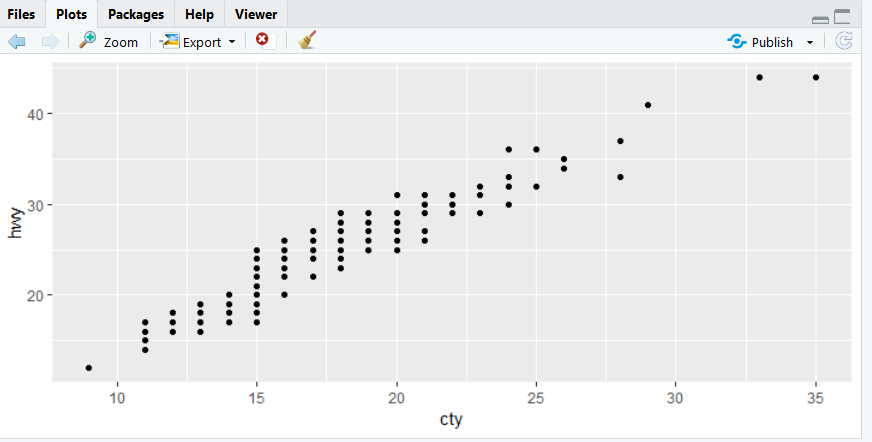 Files Plots Packages Help Viewer
Zoom Export Publish
40
30
20
hwy
10 15 20 25 30 35
cty